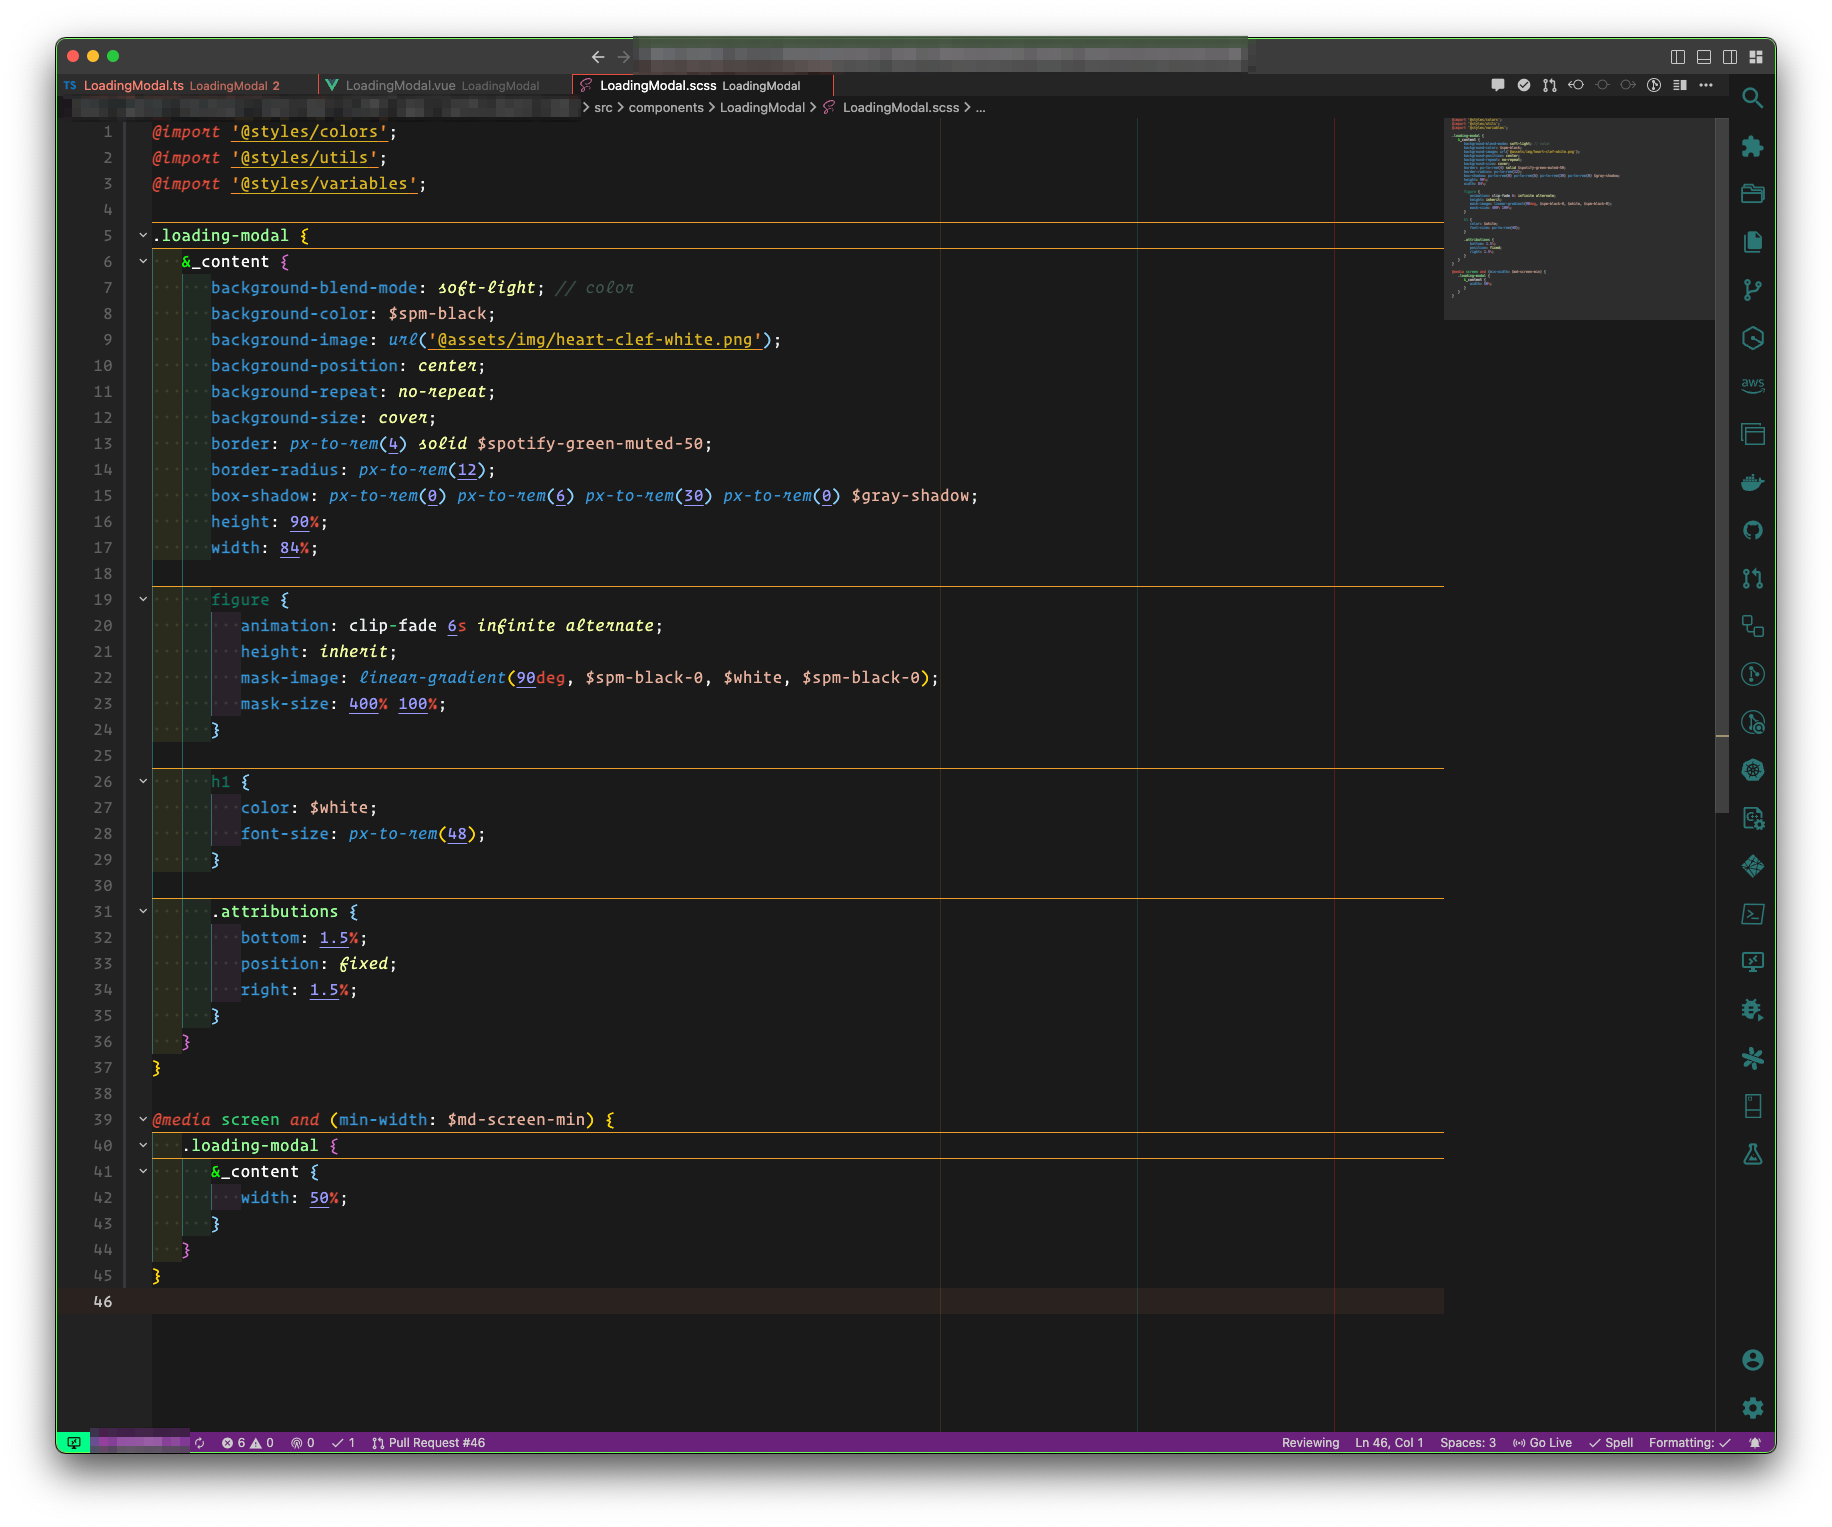 TS LoadingModal.ts LoadingModal 2
LoadingModal.vue LoadingModal
LoadingModal.scss LoadingModal
src > components > LoadingModal > LoadingModal.scss > ...
1 @import '@styles/colors';
2 @import '@styles/utils';
3 @import '@styles/variables';
4
5 .loading-modal {
6 &_content {
7 background-blend-mode: soft-light; // color
8 background-color: $spm-black;
9 background-image: url('@assets/img/heart-clef-white.png');
10 background-position: center;
11 background-repeat: no-repeat;
12 background-size: cover;
13 border: px-to-rem(4) solid $spotify-green-muted-50;
14 border-radius: px-to-rem(12);
15 box-shadow: px-to-rem(0) px-to-rem(6) px-to-rem(30) px-to-rem(0) $gray-shadow;
16 height: 90%;
17 width: 84%;
18
19 figure {
20 animation: clip-fade 6s infinite alternate;
21 height: inherit;
22 mask-image: linear-gradient(90deg, $spm-black-0, $white, $spm-black-0);
23 mask-size: 400% 100%;
24 }
25
26 h1 {
27 color: $white;
28 font-size: px-to-rem(48);
29 }
30
31 .attributions {
32 bottom: 1.5%;
33 position: fixed;
34 right: 1.5%;
35 }
36 }
37 }
38
39 @media screen and (min-width: $md-screen-min) {
40 .loading-modal {
41 &_content {
42 width: 50%;
43 }
44 }
45 }
46
aws
6 0 0 1 Pull Request #46
Reviewing Ln 46, Col 1 Spaces: 3 Go Live Spell Formatting: